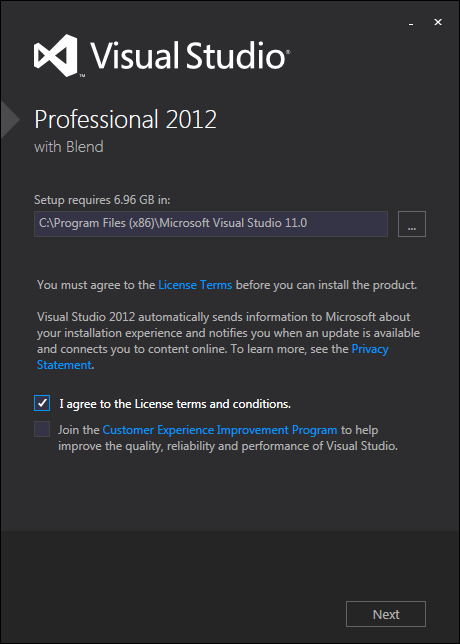 Visual Studio®
™
Professional 2012
with Blend
Setup requires 6.96 GB in:
C:\Program Files (x86)\Microsoft Visual Studio 11.0
...
You must agree to the License Terms before you can install the product.
Visual Studio 2012 automatically sends information to Microsoft about
your installation experience and notifies you when an update is available
and connects you to content online. To learn more, see the Privacy
Statement.
I agree to the License terms and conditions.
Join the Customer Experience Improvement Program to help
improve the quality, reliability and performance of Visual Studio.
Next